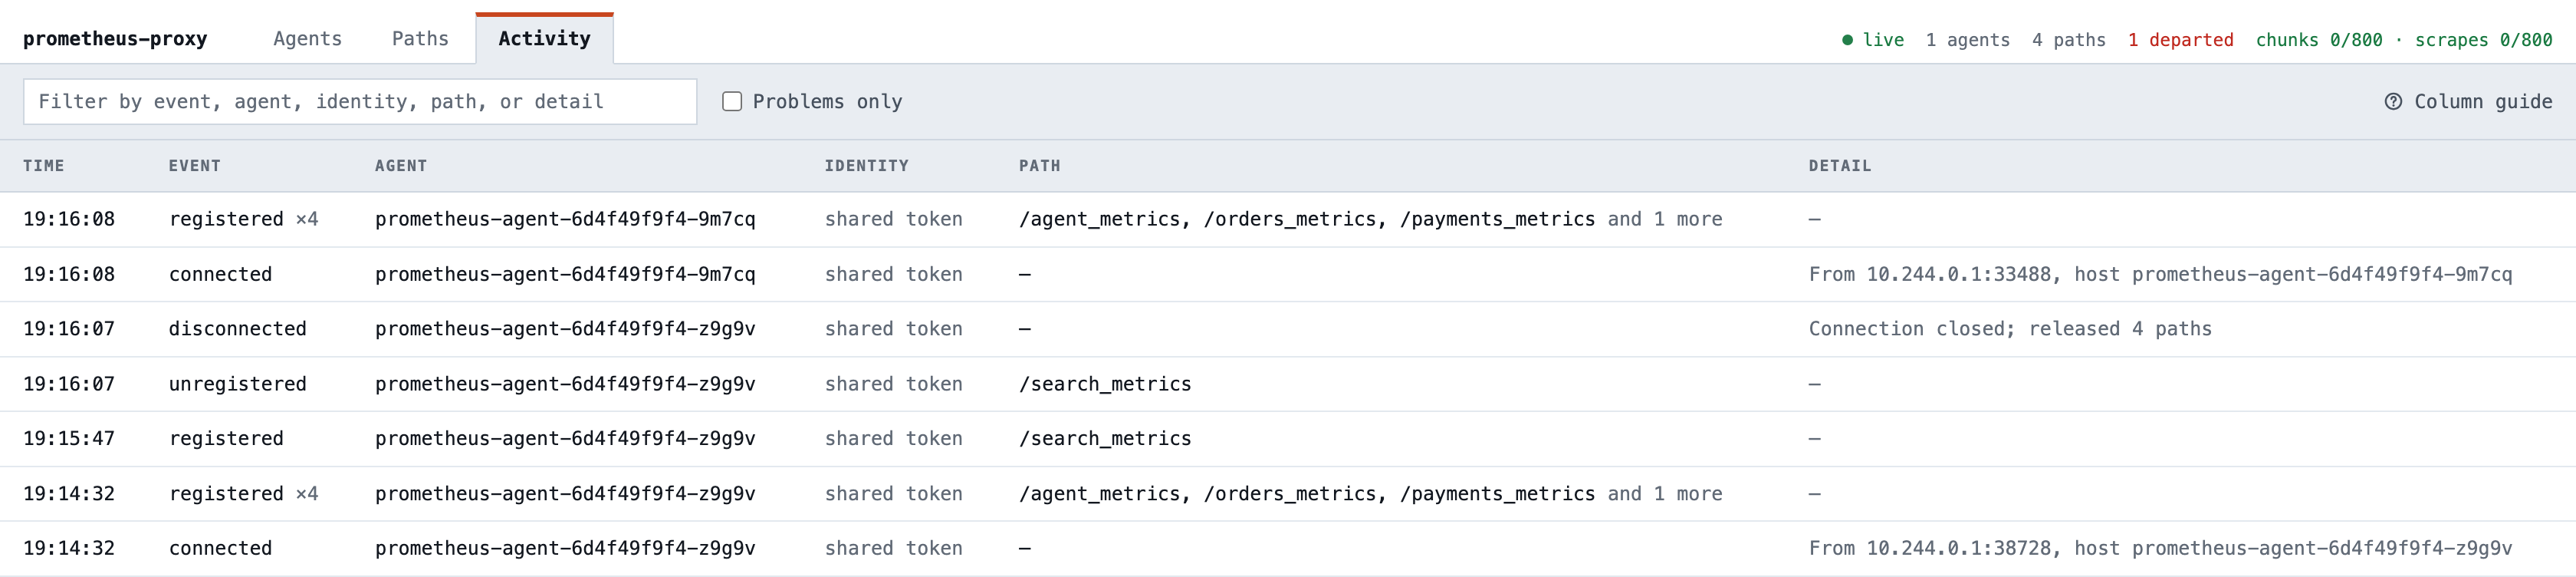 prometheus-proxy Agents Paths Activity ● live 1 agents 4 paths 1 departed chunks 0/800 · scrapes 0/800
Filter by event, agent, identity, path, or detail Problems only Column guide
TIME EVENT AGENT IDENTITY PATH DETAIL
19:16:08 registered ×4 prometheus-agent-6d4f49f9f4-9m7cq shared token /agent_metrics, /orders_metrics, /payments_metrics and 1 more —
19:16:08 connected prometheus-agent-6d4f49f9f4-9m7cq shared token — From 10.244.0.1:33488, host prometheus-agent-6d4f49f9f4-9m7cq
19:16:07 disconnected prometheus-agent-6d4f49f9f4-z9g9v shared token — Connection closed; released 4 paths
19:16:07 unregistered prometheus-agent-6d4f49f9f4-z9g9v shared token /search_metrics —
19:15:47 registered prometheus-agent-6d4f49f9f4-z9g9v shared token /search_metrics —
19:14:32 registered ×4 prometheus-agent-6d4f49f9f4-z9g9v shared token /agent_metrics, /orders_metrics, /payments_metrics and 1 more —
19:14:32 connected prometheus-agent-6d4f49f9f4-z9g9v shared token — From 10.244.0.1:38728, host prometheus-agent-6d4f49f9f4-z9g9v